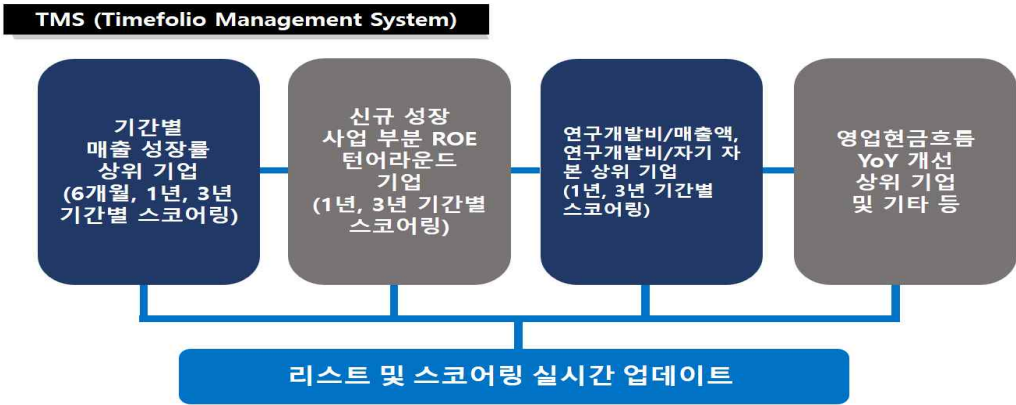 TMS (Timefolio Management System)
기간별
매출 성장률
상위 기업
(6개월, 1년, 3년
기간별 스코어링)
신규 성장
사업 부분 ROE
턴어라운드
기업
(1년, 3년 기간별
스코어링)
연구개발비/매출액,
연구개발비/자기 자
본 상위 기업
(1년, 3년 기간별
스코어링)
영업현금흐름
YoY 개선
상위 기업
및 기타 등
리스트 및 스코어링 실시간 업데이트